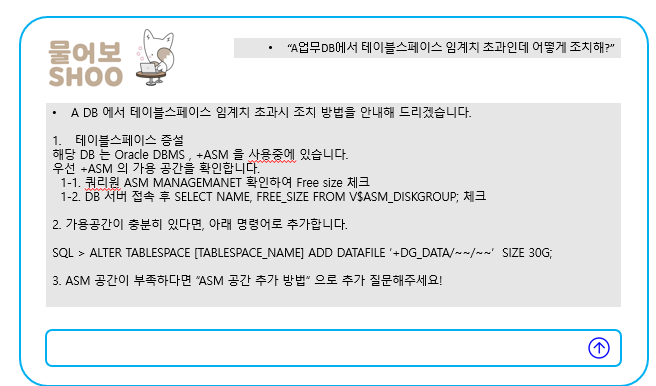 물어보
SHOO
• “A업무DB에서 테이블스페이스 임계치 초과인데 어떻게 조치해?”
• A DB 에서 테이블스페이스 임계치 초과시 조치 방법을 안내해 드리겠습니다.
1. 테이블스페이스 증설
해당 DB 는 Oracle DBMS , +ASM 을 사용중에 있습니다.
우선 +ASM 의 가용 공간을 확인합니다.
1-1. 쿼리원 ASM MANAGEMANET 확인하여 Free size 체크
1-2. DB 서버 접속 후 SELECT NAME, FREE_SIZE FROM V$ASM_DISKGROUP; 체크
2. 가용공간이 충분히 있다면, 아래 명령어로 추가합니다.
SQL > ALTER TABLESPACE [TABLESPACE_NAME] ADD DATAFILE ‘+DG_DATA/~~/~~’ SIZE 30G;
3. ASM 공간이 부족하다면 “ASM 공간 추가 방법” 으로 추가 질문해주세요!